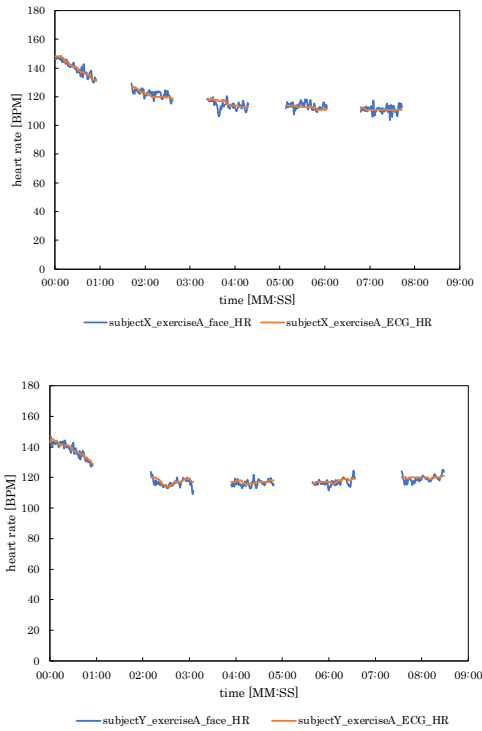 180
160
140
120
100
80
60
40
20
0
heart rate [BPM]
00:00 01:00 02:00 03:00 04:00 05:00 06:00 07:00 08:00 09:00
time [MM:SS]
subjectX_exerciseA_face_HR subjectX_exerciseA_ECG_HR
180
160
140
120
100
80
60
40
20
0
heart rate [BPM]
00:00 01:00 02:00 03:00 04:00 05:00 06:00 07:00 08:00 09:00
time [MM:SS]
subjectY_exerciseA_face_HR subjectY_exerciseA_ECG_HR